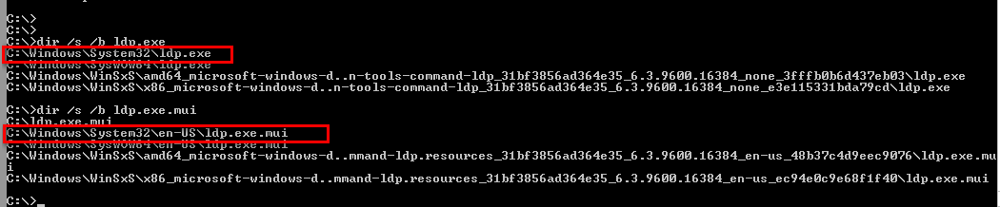 C:\>
C:\>
C:\>dir /s /b ldp.exe
C:\Windows\System32\ldp.exe
C:\Windows\SysWOW64\ldp.exe
C:\Windows\WinSxS\amd64_microsoft-windows-d..n-tools-command-ldp_31bf3856ad364e35_6.3.9600.16384_none_3fffb0b6d437eb03\ldp.exe
C:\Windows\WinSxS\x86_microsoft-windows-d..n-tools-command-ldp_31bf3856ad364e35_6.3.9600.16384_none_e3e115331bda79cd\ldp.exe
C:\>dir /s /b ldp.exe.mui
C:\ldp.exe.mui
C:\Windows\System32\en-US\ldp.exe.mui
C:\Windows\SysWOW64\en-US\ldp.exe.mui
C:\Windows\WinSxS\amd64_microsoft-windows-d..mmand-ldp.resources_31bf3856ad364e35_6.3.9600.16384_en-us_48b37c4d9eec9076\ldp.exe.mu
i
C:\Windows\WinSxS\x86_microsoft-windows-d..mmand-ldp.resources_31bf3856ad364e35_6.3.9600.16384_en-us_ec94e0c9e68f1f40\ldp.exe.mui
C:\>_